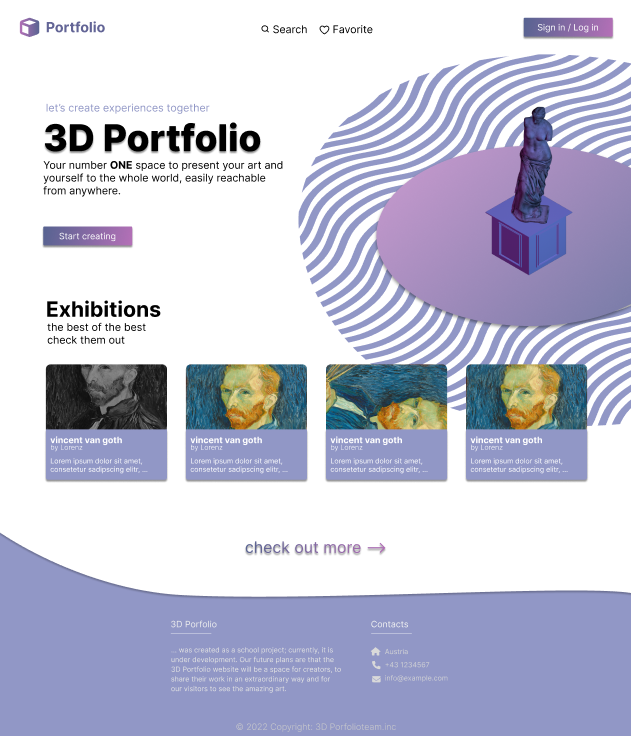 Portfolio
Search
Favorite
Sign in / Log in
let's create experiences together
3D Portfolio
Your number ONE space to present your art and
yourself to the whole world, easily reachable
from anywhere.
Start creating
Exhibitions
the best of the best
check them out
vincent van goth
by Lorenz
Lorem ipsum dolor sit amet,
consetetur sadipscing elitr, ...
vincent van goth
by Lorenz
Lorem ipsum dolor sit amet,
consetetur sadipscing elitr, ...
vincent van goth
by Lorenz
Lorem ipsum dolor sit amet,
consetetur sadipscing elitr, ...
vincent van goth
by Lorenz
Lorem ipsum dolor sit amet,
consetetur sadipscing elitr, ...
check out more →
3D Porfolio
... was created as a school project; currently, it is
under development. Our future plans are that the
3D Portfolio website will be a space for creators, to
share their work in an extraordinary way and for
our visitors to see the amazing art.
Contacts
Austria
+43 1234567
info@example.com
© 2022 Copyright: 3D Porfolioteam inc